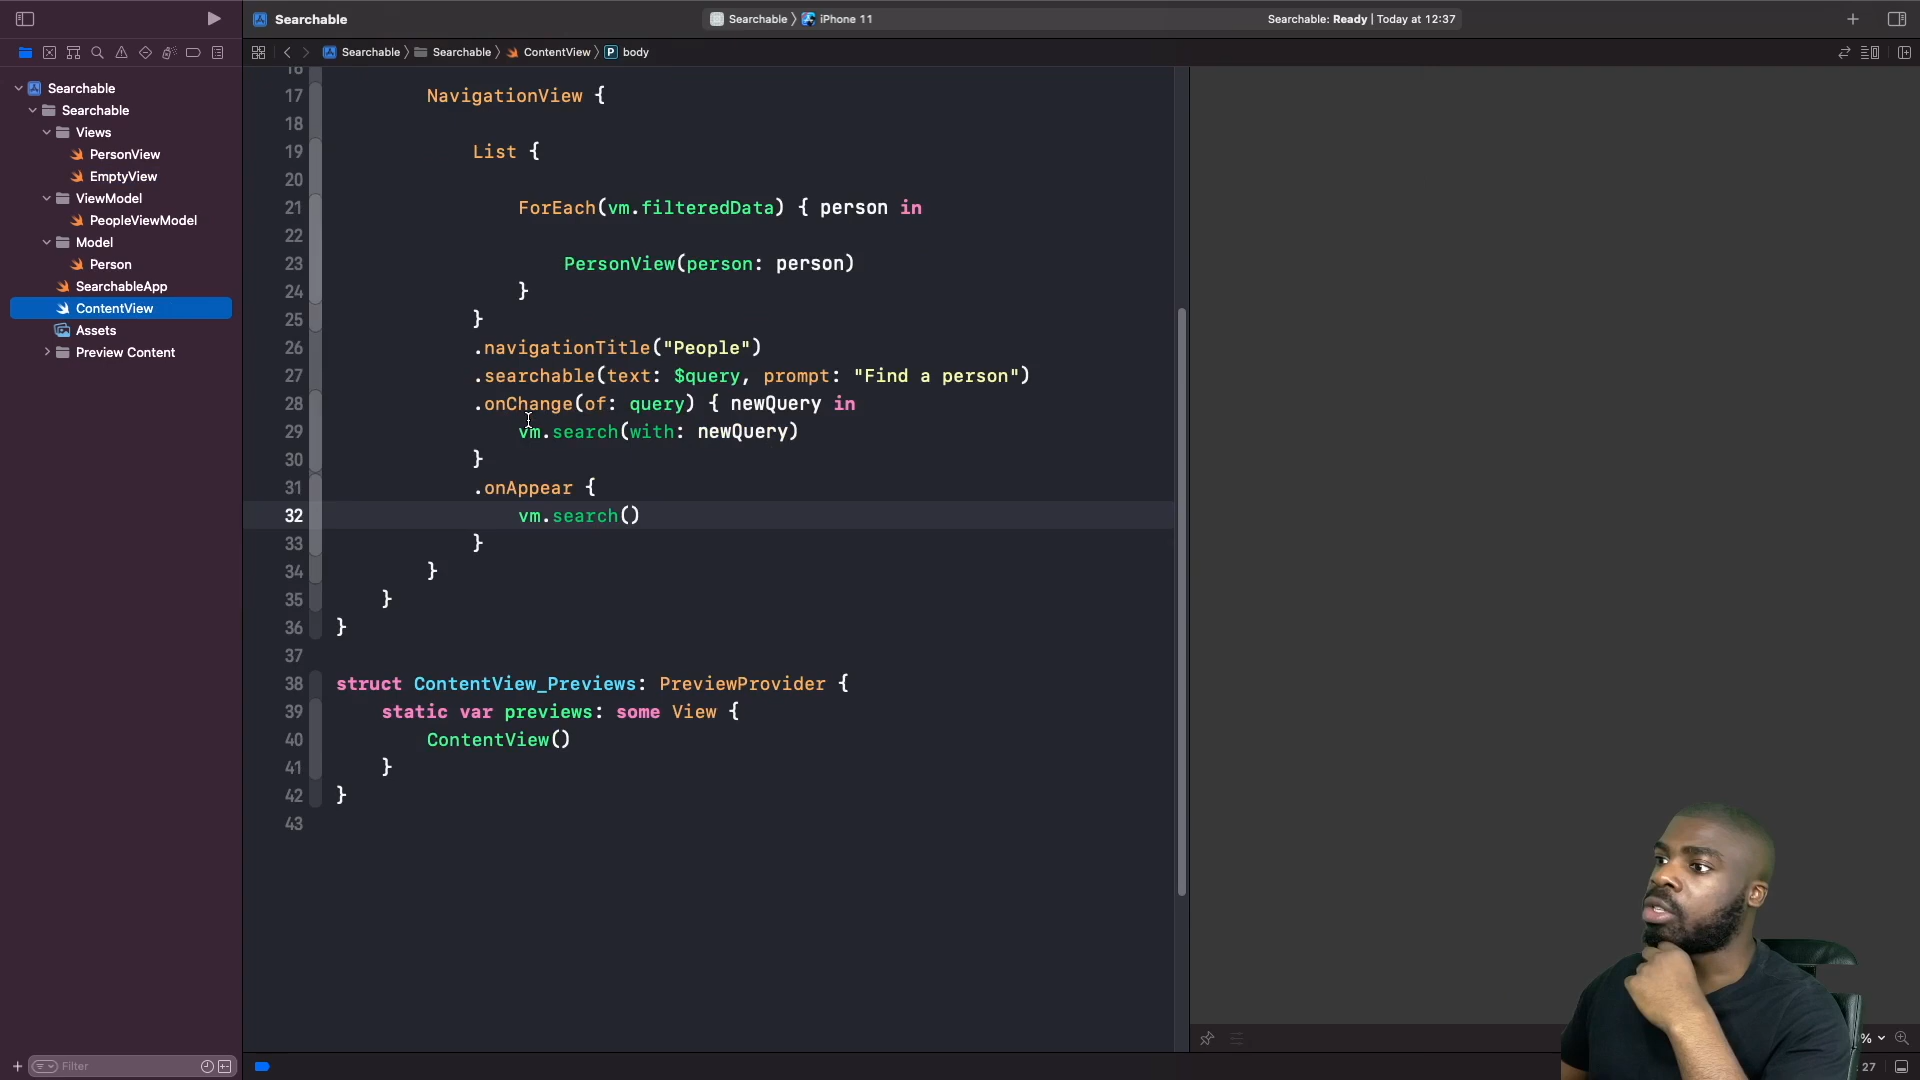 Searchable
Searchable
iPhone 11
Searchable: Ready | Today at 12:37
Searchable
Searchable
ContentView
P body
Searchable
Searchable
Views
PersonView
EmptyView
ViewModel
PeopleViewModel
Model
Person
SearchableApp
ContentView
Assets
Preview Content
Filter
16
17 NavigationView {
18
19 List {
20
21 ForEach(vm.filteredData) { person in
22
23 PersonView(person: person)
24 }
25 }
26 .navigationTitle("People")
27 .searchable(text: $query, prompt: "Find a person")
28 .onChange(of: query) { newQuery in
29 vm.search(with: newQuery)
30 }
31 .onAppear {
32 vm.search()
33 }
34 }
35 }
36 }
37
38 struct ContentView_Previews: PreviewProvider {
39 static var previews: some View {
40 ContentView()
41 }
42 }
43
%
27